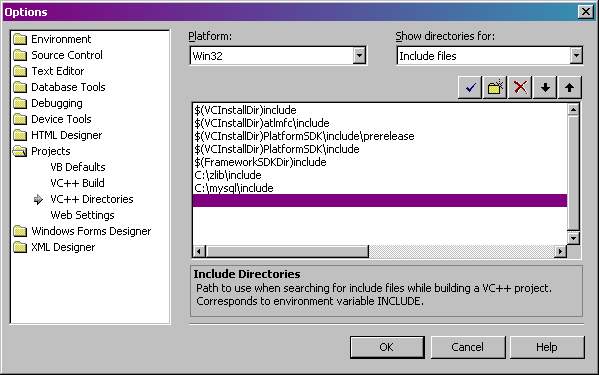 Options
Environment
Source Control
Text Editor
Database Tools
Debugging
Device Tools
HTML Designer
Projects
VB Defaults
VC++ Build
VC++ Directories
Web Settings
Windows Forms Designer
XML Designer
Platform:
Win32
Show directories for:
Include files
$(VCInstallDir)include
$(VCInstallDir)atlmfc\include
$(VCInstallDir)PlatformSDK\include\prerelease
$(VCInstallDir)PlatformSDK\include
$(FrameworkSDKDir)include
C:\zlib\include
C:\mysql\include
Include Directories
Path to use when searching for include files while building a VC++ project.
Corresponds to environment variable INCLUDE.
OK
Cancel
Help